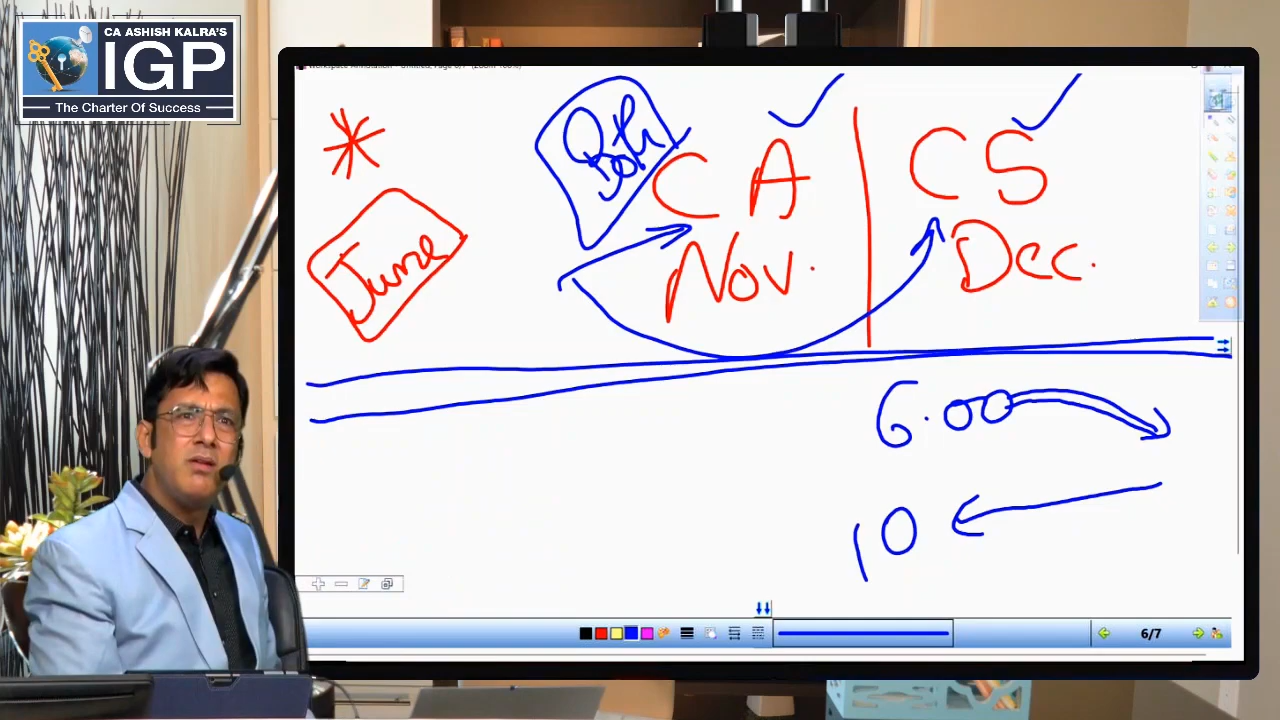 CA ASHISH KALRA'S
IGP
The Charter Of Success
Both
CA
CS
June
Nov.
Dec.
6.00
10
6/7